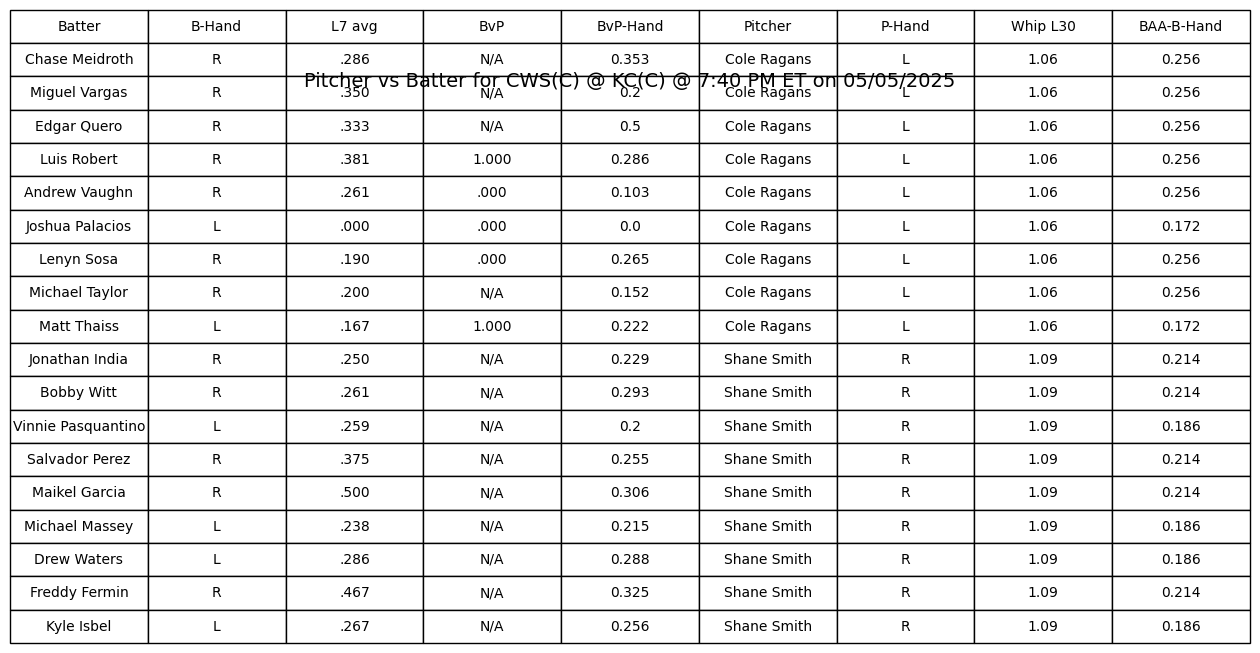 Batter B-Hand L7 avg BvP BvP-Hand Pitcher P-Hand Whip L30 BAA-B-Hand
Chase Meidroth R .286 N/A 0.353 Cole Ragans L 1.06 0.256
Pitcher vs Batter for CWS(C) @ KC(C) @ 7:40 PM ET on 05/05/2025
Miguel Vargas R .350 N/A 0.2 Cole Ragans L 1.06 0.256
Edgar Quero R .333 N/A 0.5 Cole Ragans L 1.06 0.256
Luis Robert R .381 1.000 0.286 Cole Ragans L 1.06 0.256
Andrew Vaughn R .261 .000 0.103 Cole Ragans L 1.06 0.256
Joshua Palacios L .000 .000 0.0 Cole Ragans L 1.06 0.172
Lenyn Sosa R .190 .000 0.265 Cole Ragans L 1.06 0.256
Michael Taylor R .200 N/A 0.152 Cole Ragans L 1.06 0.256
Matt Thaiss L .167 1.000 0.222 Cole Ragans L 1.06 0.172
Jonathan India R .250 N/A 0.229 Shane Smith R 1.09 0.214
Bobby Witt R .261 N/A 0.293 Shane Smith R 1.09 0.214
Vinnie Pasquantino L .259 N/A 0.2 Shane Smith R 1.09 0.186
Salvador Perez R .375 N/A 0.255 Shane Smith R 1.09 0.214
Maikel Garcia R .500 N/A 0.306 Shane Smith R 1.09 0.214
Michael Massey L .238 N/A 0.215 Shane Smith R 1.09 0.186
Drew Waters L .286 N/A 0.288 Shane Smith R 1.09 0.186
Freddy Fermin R .467 N/A 0.325 Shane Smith R 1.09 0.214
Kyle Isbel L .267 N/A 0.256 Shane Smith R 1.09 0.186